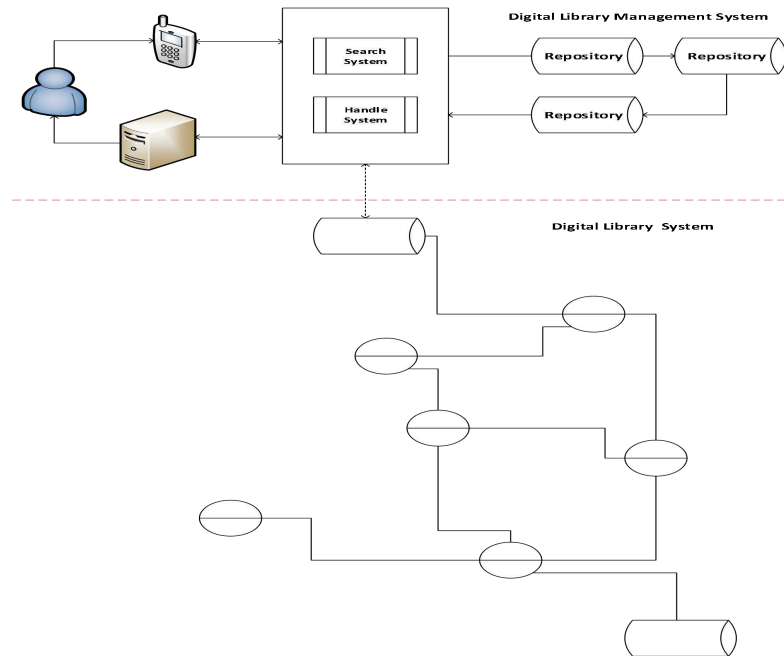 Digital Library Management System
Search
System
Repository
Repository
Handle
System
Repository
Digital Library System